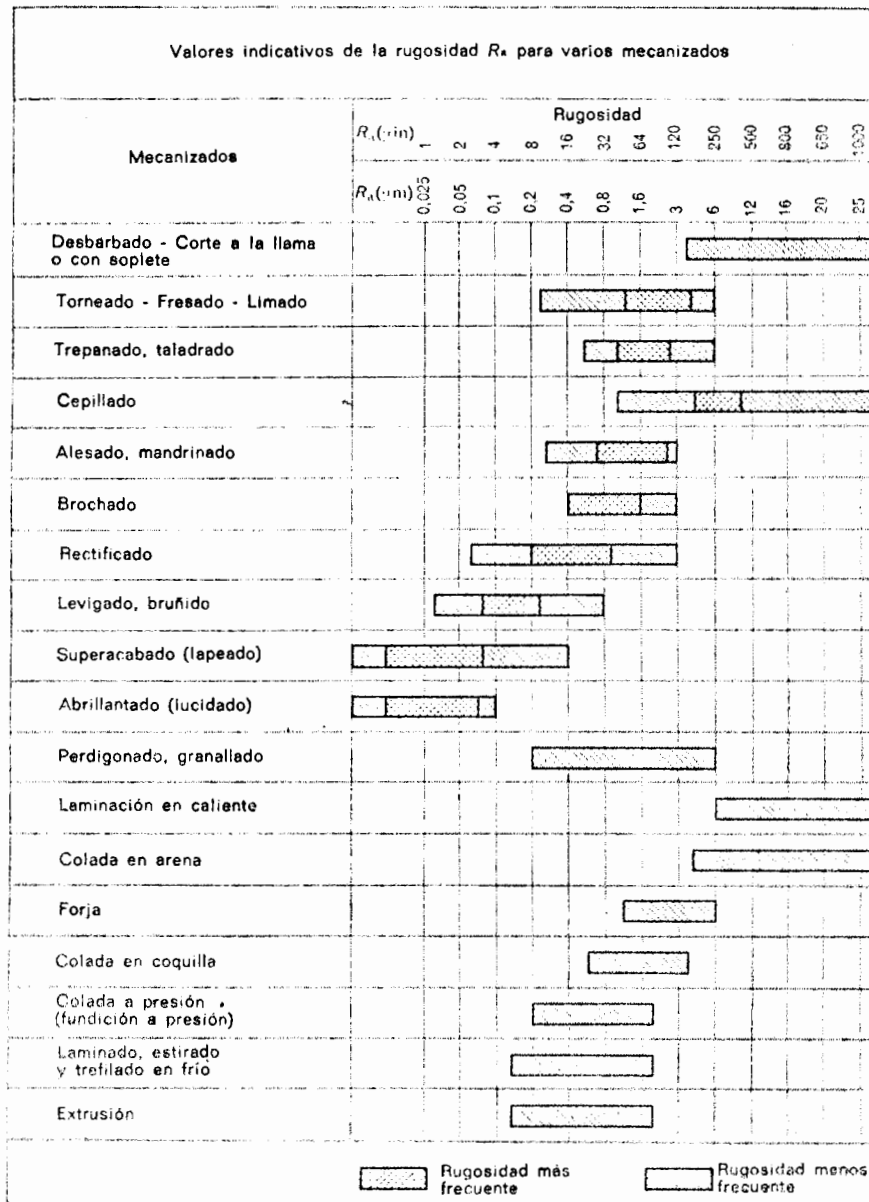 Valores indicativos de la rugosidad Ra para varios mecanizados
Mecanizados
Rugosidad
Ra(µin) 1 2 4 8 16 32 64 120 250 500 800 1000
Ra(µm) 0,025 0,05 0,1 0,2 0,4 0,8 1,6 3 6 12 16 20 25
Desbarbado - Corte a la llama
o con soplete
Torneado - Fresado - Limado
Trepanado, taladrado
Cepillado
Alesado, mandrinado
Brochado
Rectificado
Levigado, bruñido
Superacabado (lapeado)
Abrillantado (lucidado)
Perdigonado, granallado
Laminación en caliente
Colada en arena
Forja
Colada en coquilla
Colada a presión
(fundición a presión)
Laminado, estirado
y trefilado en frío
Extrusión
Rugosidad más
frecuente
Rugosidad menos
frecuente